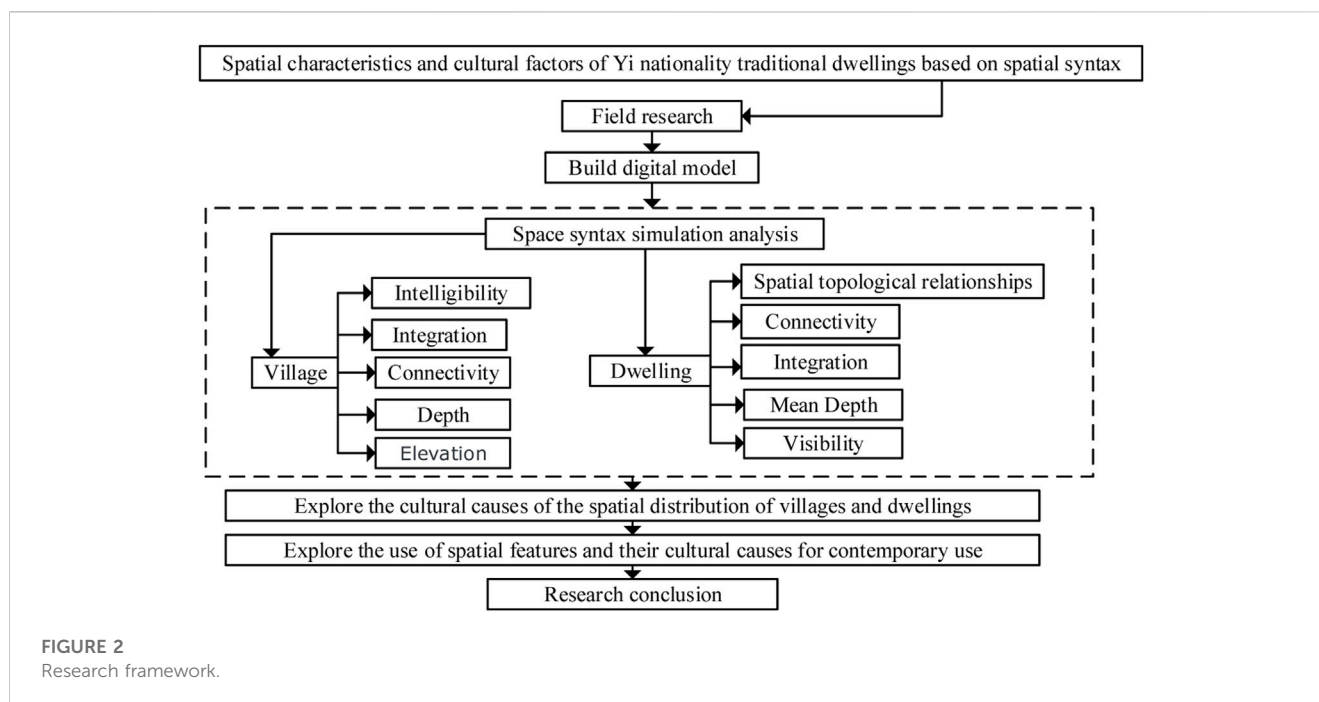 Spatial characteristics and cultural factors of Yi nationality traditional dwellings based on spatial syntax
Field research
Build digital model
Space syntax simulation analysis
Village
Intelligibility
Integration
Connectivity
Depth
Elevation
Dwelling
Spatial topological relationships
Connectivity
Integration
Mean Depth
Visibility
Explore the cultural causes of the spatial distribution of villages and dwellings
Explore the use of spatial features and their cultural causes for contemporary use
Research conclusion
FIGURE 2
Research framework.